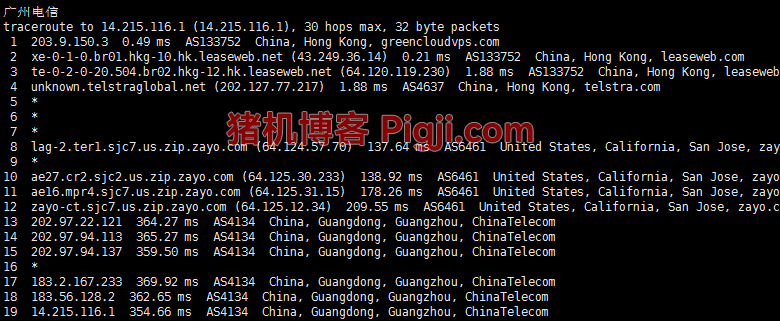 广州电信
traceroute to 14.215.116.1 (14.215.116.1), 30 hops max, 32 byte packets
1 203.9.150.3 0.49 ms AS133752 China, Hong Kong, greencloudvps.com
2 xe-0-1-0.br01.hkg-10.hk.leaseweb.net (43.249.36.14) 0.21 ms AS133752 China, Hong Kong, leaseweb.com
3 te-0-2-0-20.504.br02.hkg-12.hk.leaseweb.net (64.120.119.230) 1.88 ms AS133752 China, Hong Kong, leaseweb
4 unknown.telstraglobal.net (202.127.77.217) 1.88 ms AS4637 China, Hong Kong, telstra.com
5 *
6 *
7 *
猪机博客 Pigji.com
8 lag-2.ter1.sjc7.us.zip.zayo.com (64.124.57.70) 137.64 ms AS6461 United States, California, San Jose, zay
9 *
10 ae27.cr2.sjc2.us.zip.zayo.com (64.125.30.233) 138.92 ms AS6461 United States, California, San Jose, zayo
11 ae16.mpr4.sjc7.us.zip.zayo.com (64.125.31.15) 178.26 ms AS6461 United States, California, San Jose, zay
12 zayo-ct.sjc7.us.zip.zayo.com (64.125.12.34) 209.55 ms AS6461 United States, California, San Jose, zayo.c
13 202.97.22.121 364.27 ms AS4134 China, Guangdong, Guangzhou, ChinaTelecom
14 202.97.94.113 365.27 ms AS4134 China, Guangdong, Guangzhou, ChinaTelecom
15 202.97.94.137 359.50 ms AS4134 China, Guangdong, Guangzhou, ChinaTelecom
16 *
17 183.2.167.233 369.92 ms AS4134 China, Guangdong, Guangzhou, ChinaTelecom
18 183.56.128.2 362.65 ms AS4134 China, Guangdong, Guangzhou, ChinaTelecom
19 14.215.116.1 354.66 ms AS4134 China, Guangdong, Guangzhou, ChinaTelecom